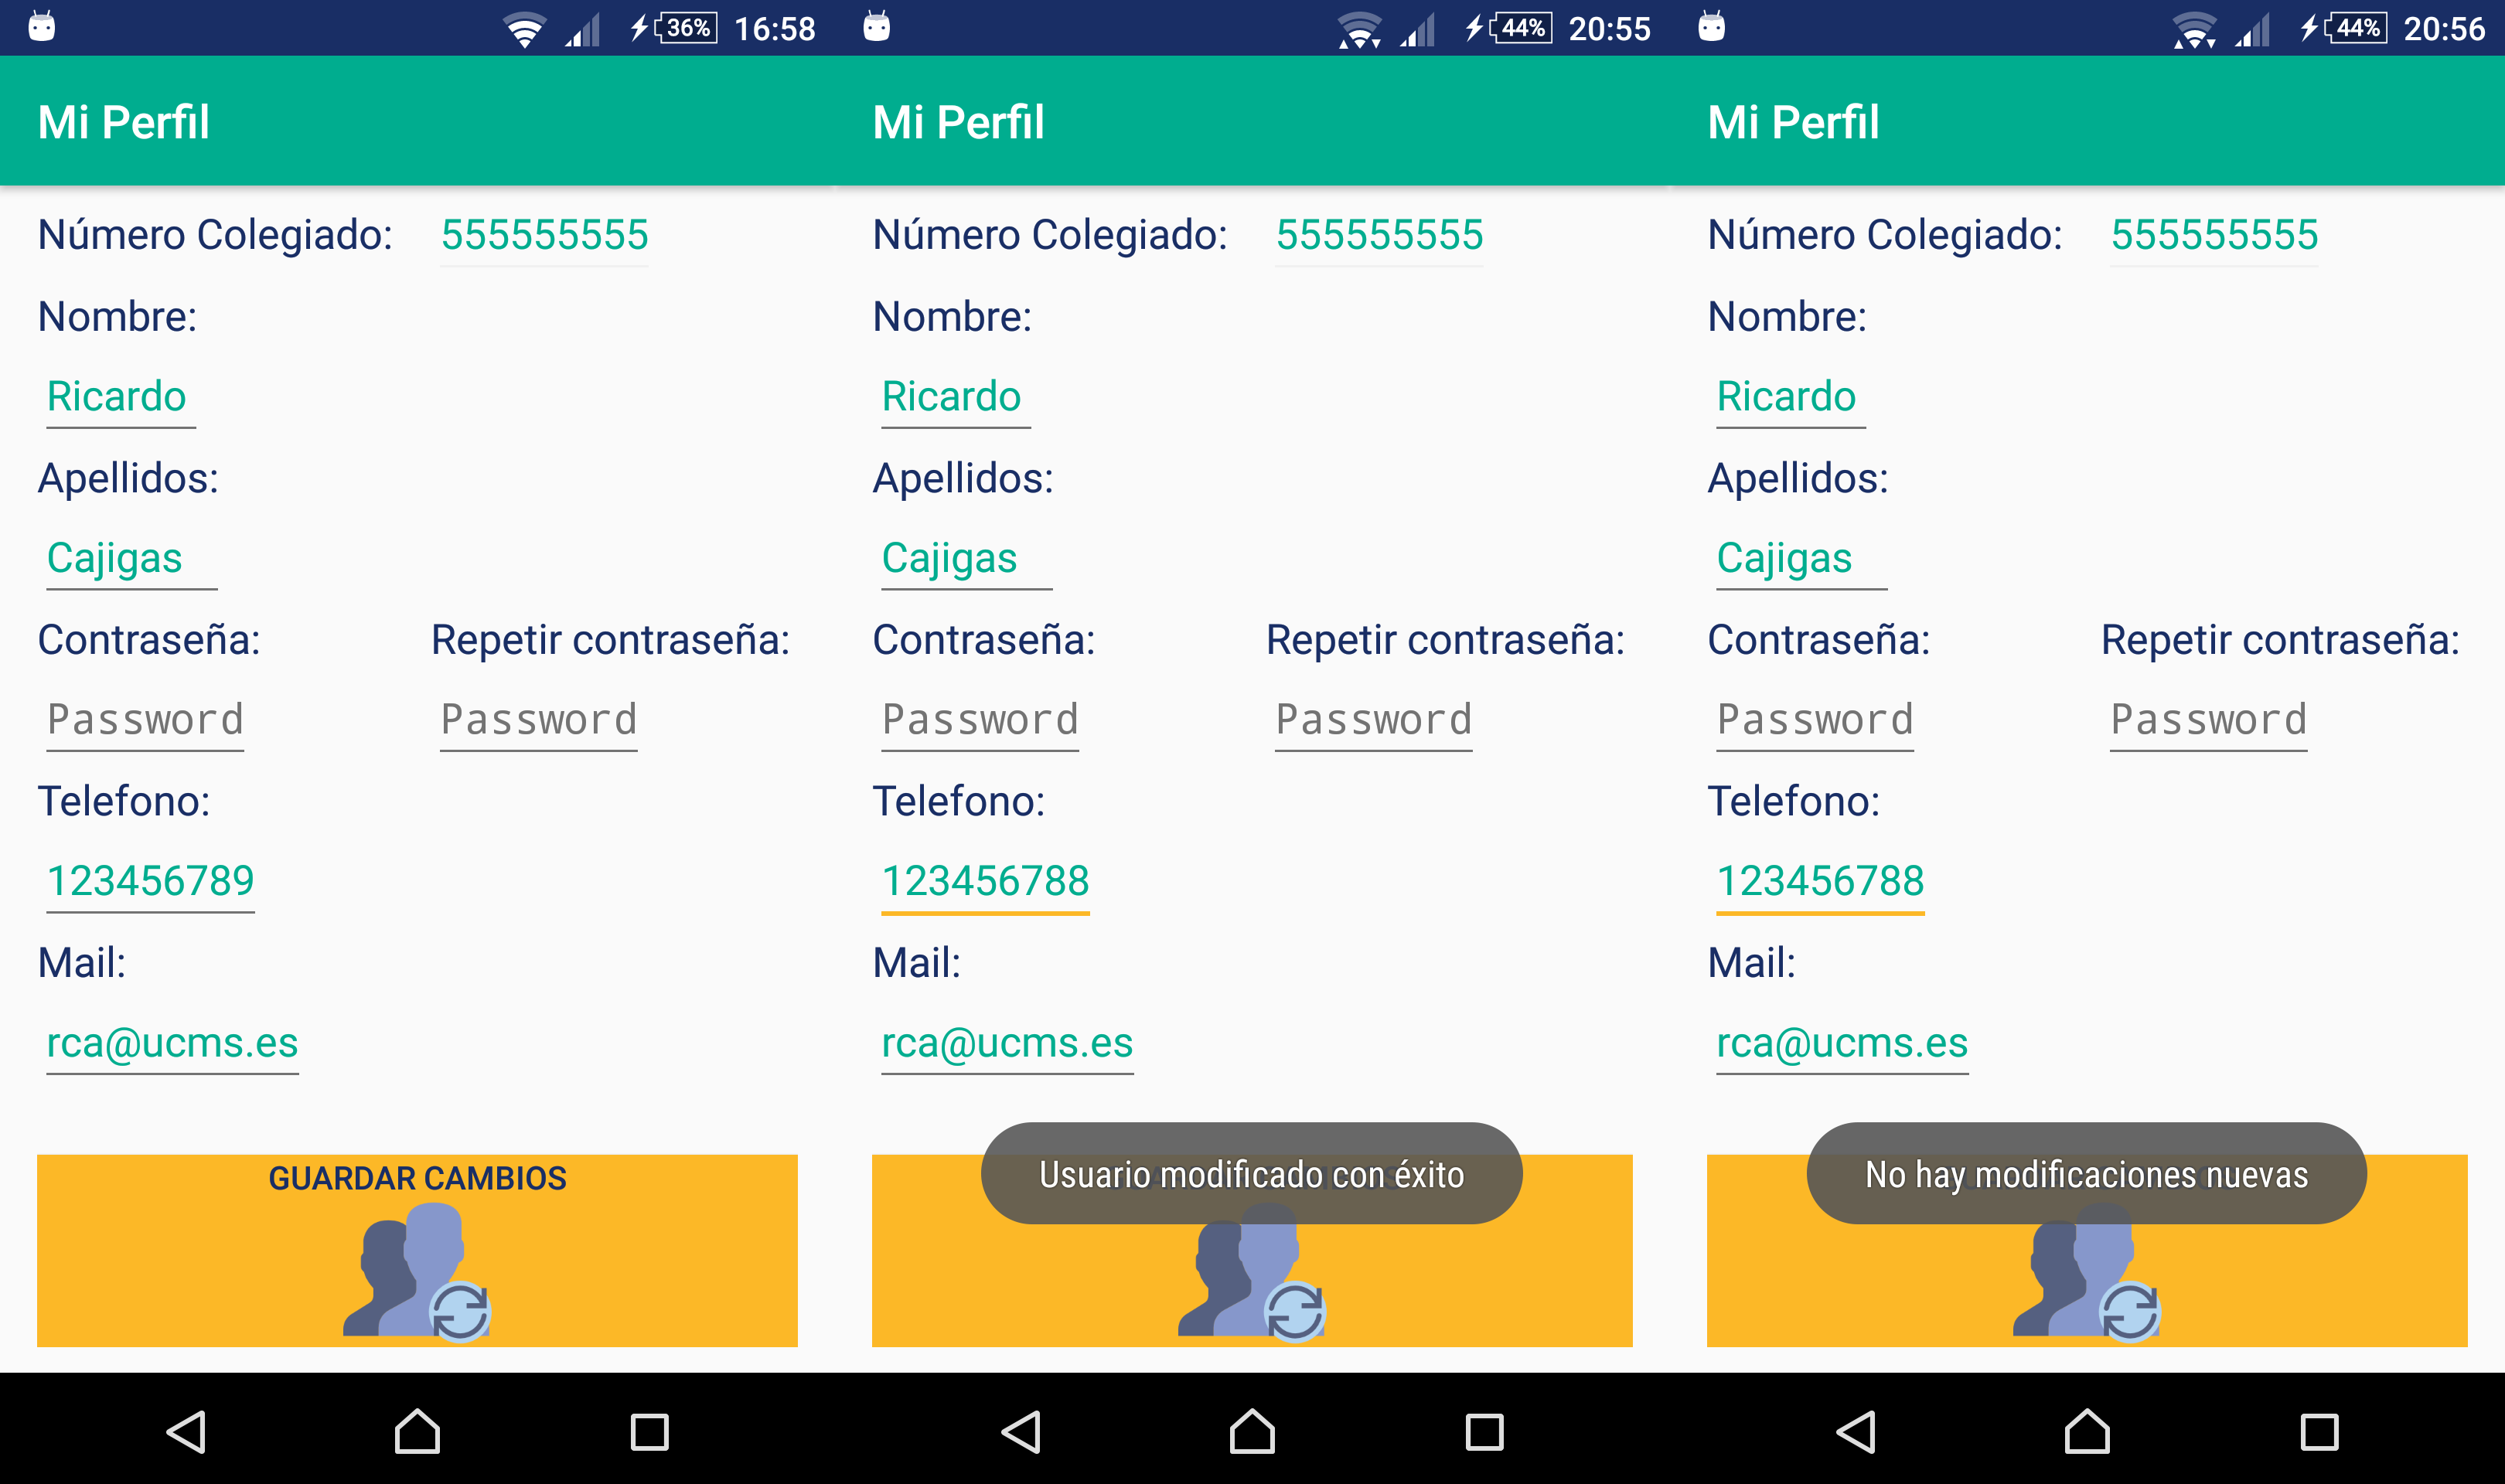 36% 16:58
Mi Perfil
Número Colegiado: 555555555
Nombre:
Ricardo
Apellidos:
Cajigas
Contraseña: Repetir contraseña:
Password Password
Telefono:
123456789
Mail:
rca@ucms.es
GUARDAR CAMBIOS
44% 20:55
Mi Perfil
Número Colegiado: 555555555
Nombre:
Ricardo
Apellidos:
Cajigas
Contraseña: Repetir contraseña:
Password Password
Telefono:
123456788
Mail:
rca@ucms.es
Usuario modificado con éxito
44% 20:56
Mi Perfil
Número Colegiado: 555555555
Nombre:
Ricardo
Apellidos:
Cajigas
Contraseña: Repetir contraseña:
Password Password
Telefono:
123456788
Mail:
rca@ucms.es
No hay modificaciones nuevas